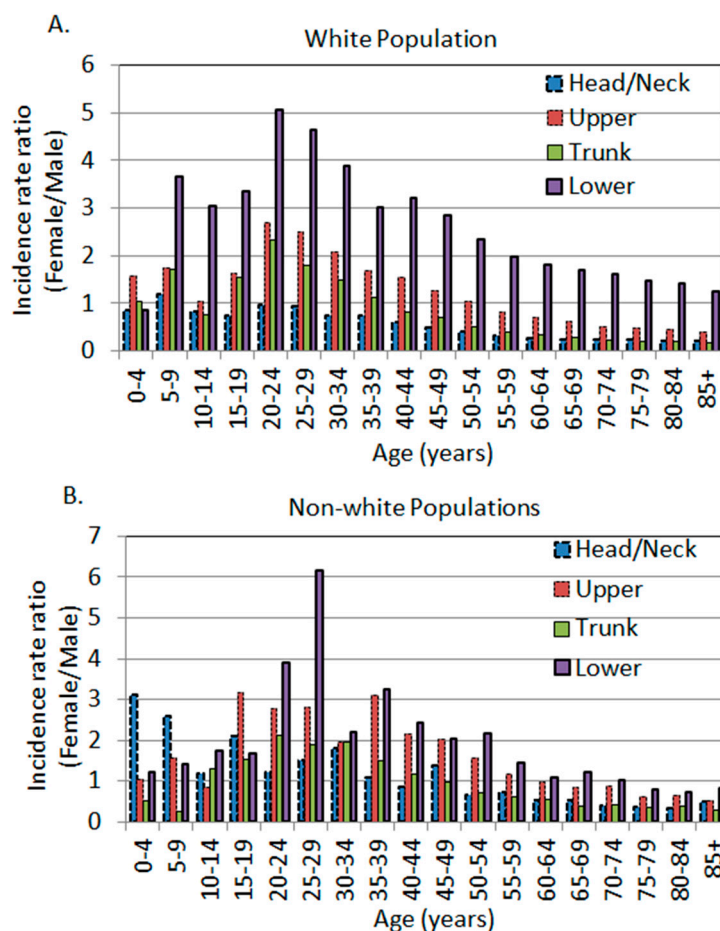 A.
White Population
Incidence rate ratio
(Female/Male)
6
5
4
3
2
1
0
Head/Neck
Upper
Trunk
Lower
0-4
5-9
10-14
15-19
20-24
25-29
30-34
35-39
40-44
45-49
50-54
55-59
60-64
65-69
70-74
75-79
80-84
85+
Age (years)
B.
Non-white Populations
Incidence rate ratio
(Female/Male)
7
6
5
4
3
2
1
0
Head/Neck
Upper
Trunk
Lower
0-4
5-9
10-14
15-19
20-24
25-29
30-34
35-39
40-44
45-49
50-54
55-59
60-64
65-69
70-74
75-79
80-84
85+
Age (years)